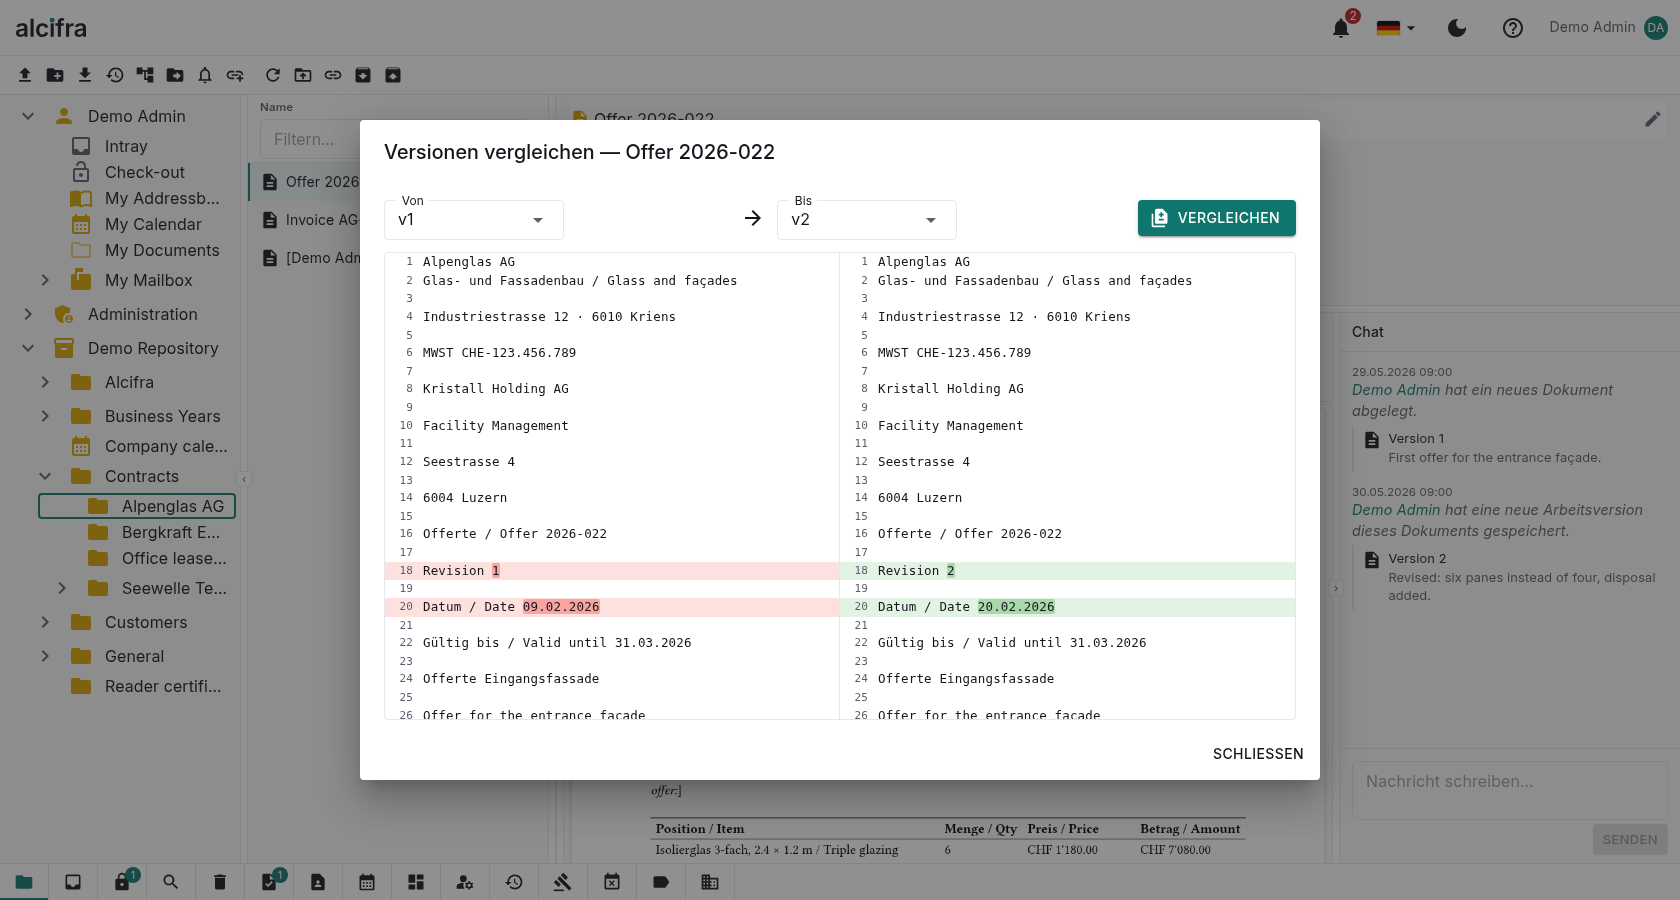 alcifra
2
Demo Admin
DA
Demo Admin
Intray
Check-out
My Addressb...
My Calendar
My Documents
My Mailbox
Administration
Demo Repository
Alcifra
Business Years
Company cale...
Contracts
Alpenglas AG
Bergkraft E...
Office lease...
Seewelle Te...
Customers
General
Reader certifi...
Name
Filtern...
Offer 2026
Invoice AG
[Demo Adn
Offer 2026-022
Versionen vergleichen — Offer 2026-022
Von
v1
Bis
v2
VERGLEICHEN
1 Alpenglas AG
2 Glas- und Fassadenbau / Glass and façades
3
4 Industriestrasse 12 · 6010 Kriens
5
6 MWST CHE-123.456.789
7
8 Kristall Holding AG
9
10 Facility Management
11
12 Seestrasse 4
13
14 6004 Luzern
15
16 Offerte / Offer 2026-022
17
18 Revision 1
19
20 Datum / Date 09.02.2026
21
22 Gültig bis / Valid until 31.03.2026
23
24 Offerte Eingangsfassade
25
26 Offer for the entrance facade
1 Alpenglas AG
2 Glas- und Fassadenbau / Glass and façades
3
4 Industriestrasse 12 · 6010 Kriens
5
6 MWST CHE-123.456.789
7
8 Kristall Holding AG
9
10 Facility Management
11
12 Seestrasse 4
13
14 6004 Luzern
15
16 Offerte / Offer 2026-022
17
18 Revision 2
19
20 Datum / Date 20.02.2026
21
22 Gültig bis / Valid until 31.03.2026
23
24 Offerte Eingangsfassade
25
26 Offer for the entrance facade
SCHLIESSEN
offer:]
Position / Item Menge / Qty Preis / Price Betrag / Amount
Isolierglas 3-fach, 2.4 × 1.2 m / Triple glazing 6 CHF 1'180.00 CHF 7'080.00
Chat
29.05.2026 09:00
Demo Admin hat ein neues Dokument
abgelegt.
Version 1
First offer for the entrance façade.
30.05.2026 09:00
Demo Admin hat eine neue Arbeitsversion
dieses Dokuments gespeichert.
Version 2
Revised: six panes instead of four, disposal
added.
Nachricht schreiben...
SENDEN
1
1